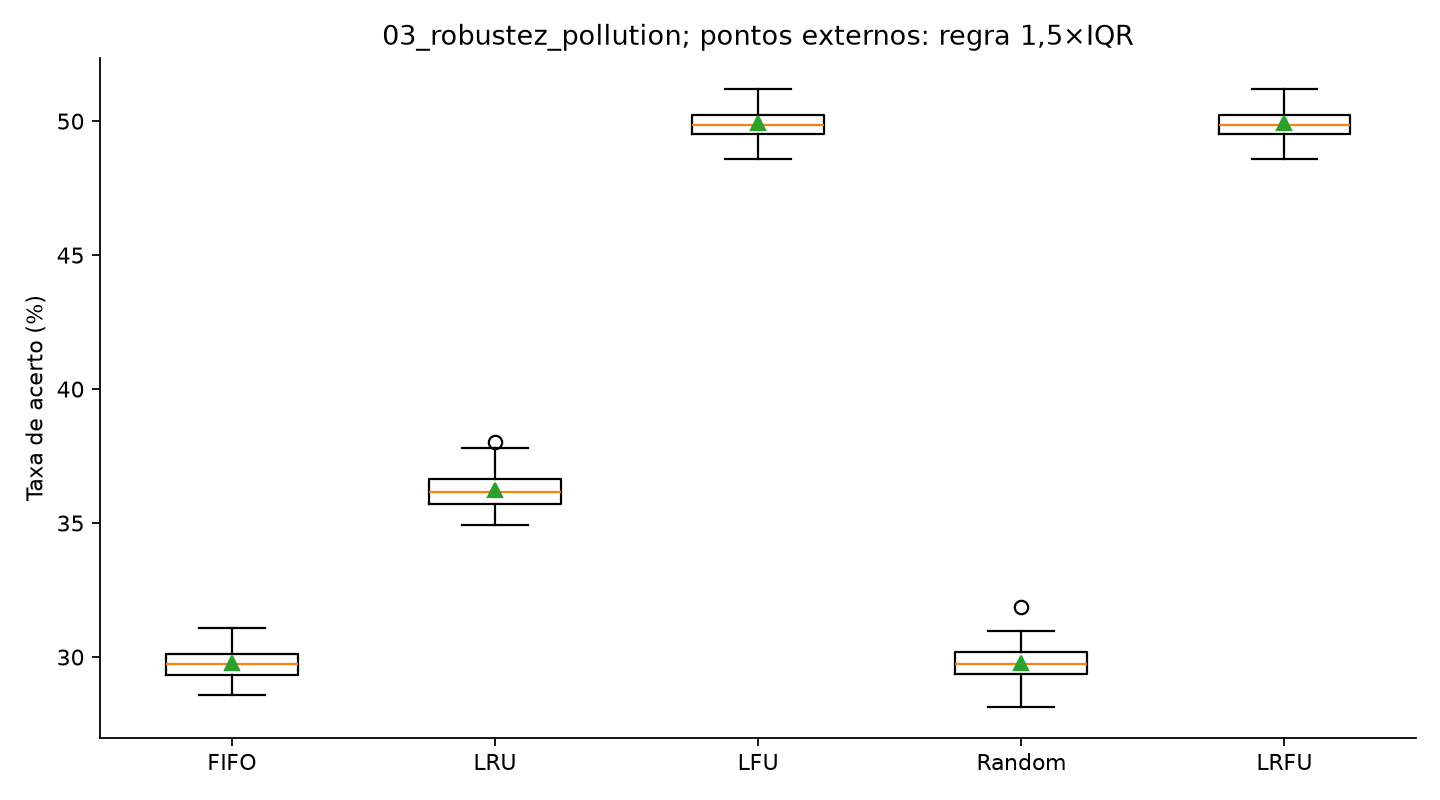 03_robustez_pollution; pontos externos: regra 1,5×IQR
Taxa de acerto (%)
50
45
40
35
30
FIFO
LRU
LFU
Random
LRFU